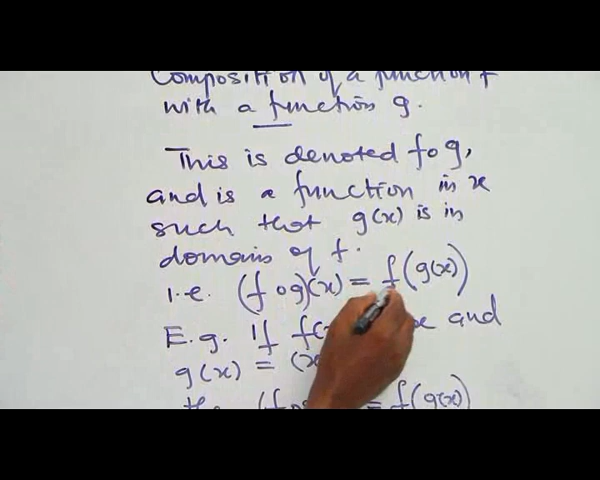 Composition of a function f
with a function g.
This is denoted fog,
and is a function in x
such that g(x) is in
domain of f.
i.e. (f o g)(x) = f(g(x))
E.g. If f( x and
g(x) = (x
the (fog = f(g(x))